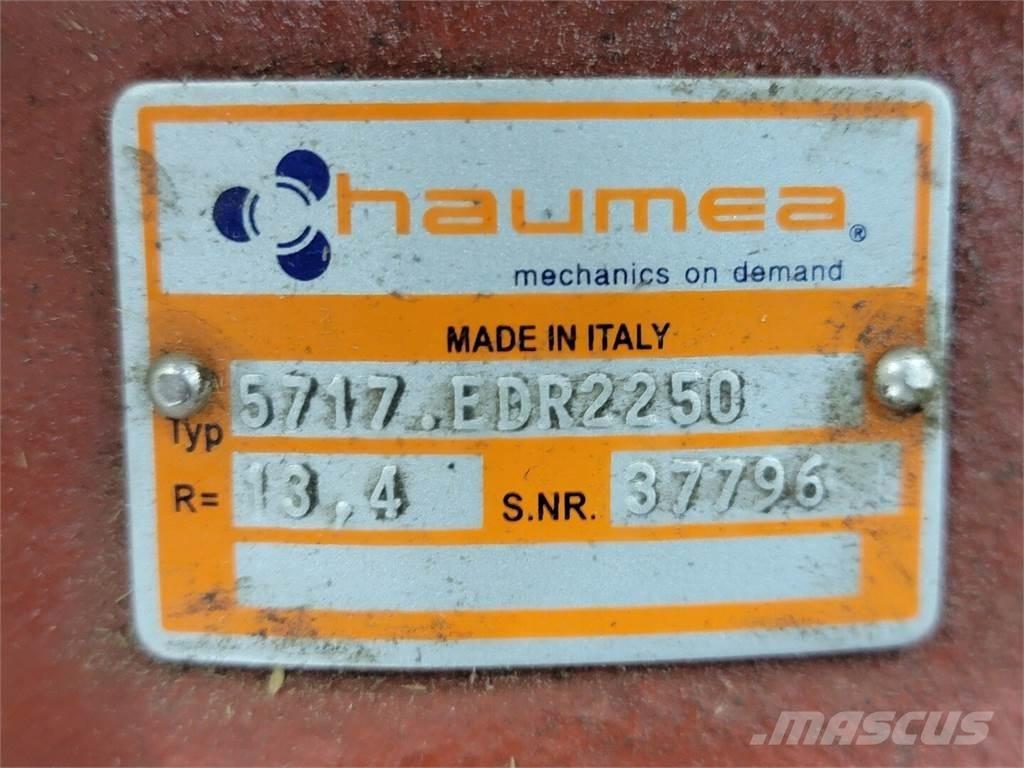 haumea®
mechanics on demand
MADE IN ITALY
Typ 5717.EDR2250
R= 13,4 S.NR. 37796
MASCUS